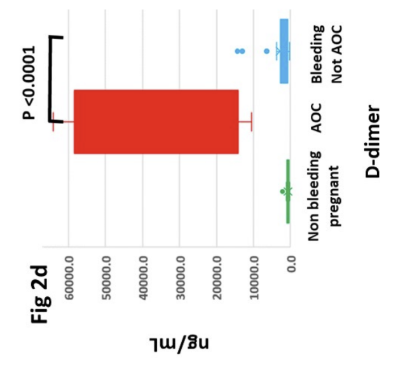 Fig 2d
P <0.0001
60000.0
50000.0
40000.0
30000.0
20000.0
10000.0
0.0
ng/mL
Non bleeding
pregnant
AOC
Bleeding
Not AOC
D-dimer